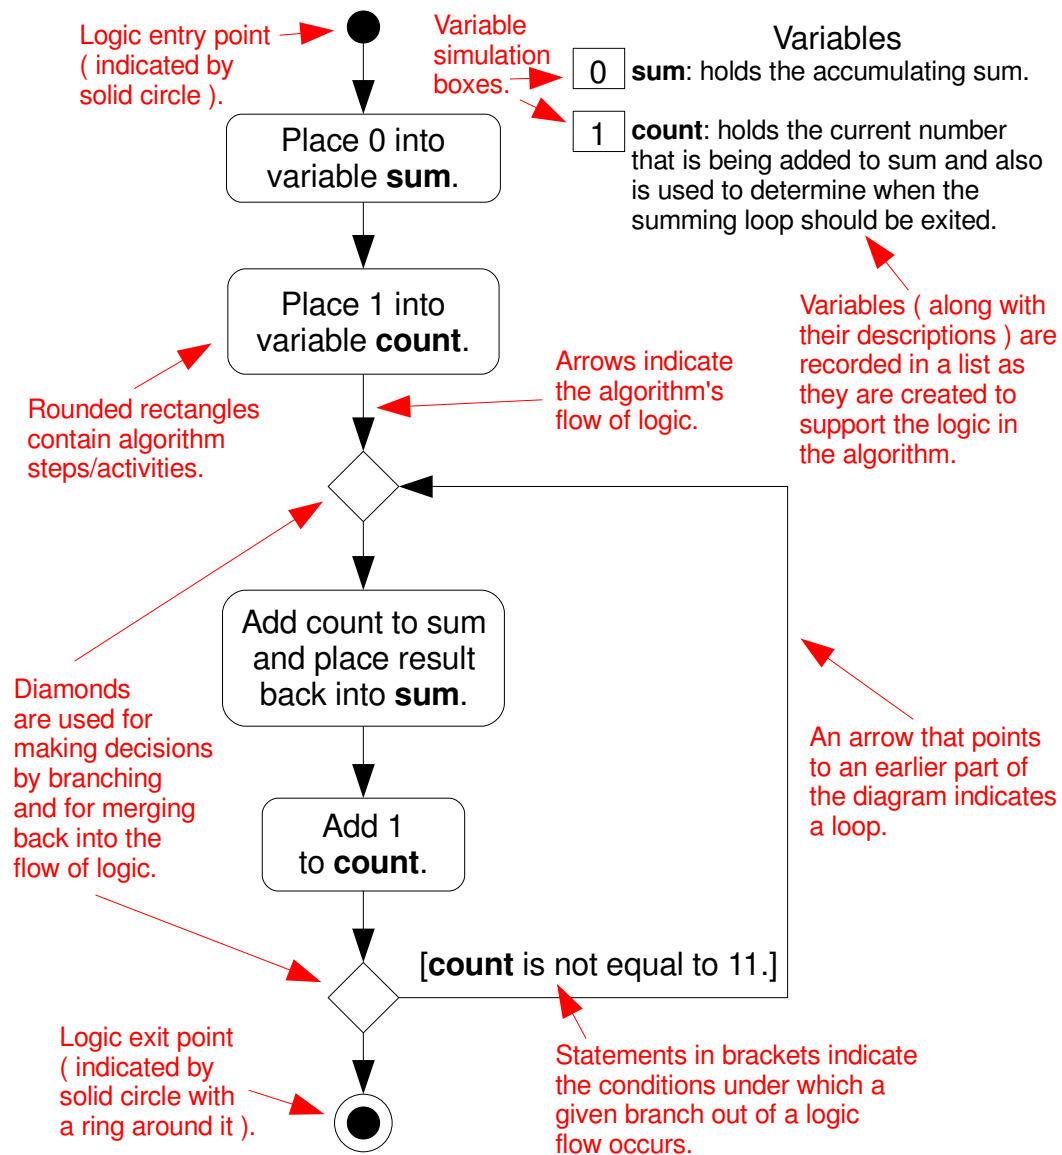 Logic entry point
( indicated by
solid circle ).
Variable
simulation
boxes.
Variables
0 sum: holds the accumulating sum.
1 count: holds the current number
that is being added to sum and also
is used to determine when the
summing loop should be exited.
Place 0 into
variable sum.
Place 1 into
variable count.
Variables ( along with
their descriptions ) are
recorded in a list as
they are created to
support the logic in
the algorithm.
Arrows indicate
the algorithm's
flow of logic.
Rounded rectangles
contain algorithm
steps/activities.
Add count to sum
and place result
back into sum.
Diamonds
are used for
making decisions
by branching
and for merging
back into the
flow of logic.
An arrow that points
to an earlier part of
the diagram indicates
a loop.
Add 1
to count.
[count is not equal to 11.]
Logic exit point
( indicated by
solid circle with
a ring around it ).
Statements in brackets indicate
the conditions under which a
given branch out of a logic
flow occurs.